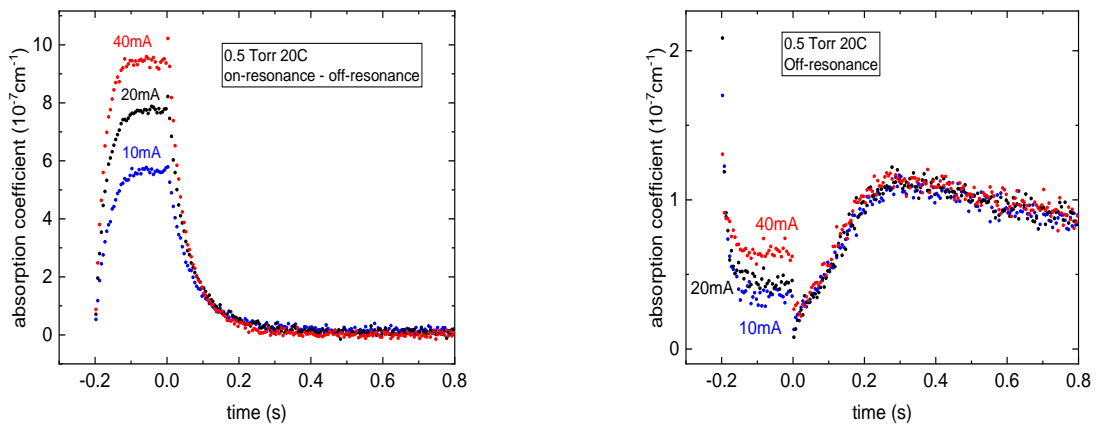 40mA
0.5 Torr 20C
on-resonance - off-resonance
20mA
10mA
10
8
6
4
2
0
absorption coefficient (10⁻⁷cm⁻¹)
-0.2 0.0 0.2 0.4 0.6 0.8
time (s)
0.5 Torr 20C
Off-resonance
40mA
20mA
10mA
2
1
0
absorption coefficient (10⁻⁷cm⁻¹)
-0.2 0.0 0.2 0.4 0.6 0.8
time (s)